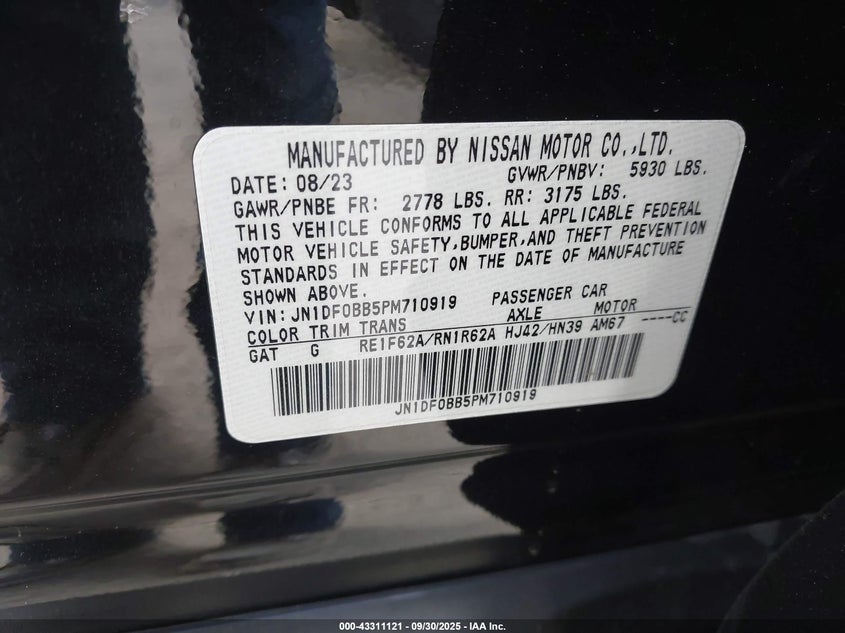 MANUFACTURED BY NISSAN MOTOR CO.,LTD.
DATE: 08/23 GVWR/PNBV: 5930 LBS.
GAWR/PNBE FR: 2778 LBS. RR: 3175 LBS.
THIS VEHICLE CONFORMS TO ALL APPLICABLE FEDERAL
MOTOR VEHICLE SAFETY,BUMPER,AND THEFT PREVENTION
STANDARDS IN EFFECT ON THE DATE OF MANUFACTURE
SHOWN ABOVE.
VIN:JN1DF0BB5PM710919 PASSENGER CAR
COLOR TRIM TRANS AXLE MOTOR
GAT G RE1F62A/RN1R62A HJ42/HN39 AM67 ----CC
JN1DF0BB5PM710919
000-43311121 - 09/30/2025 - IAA Inc.